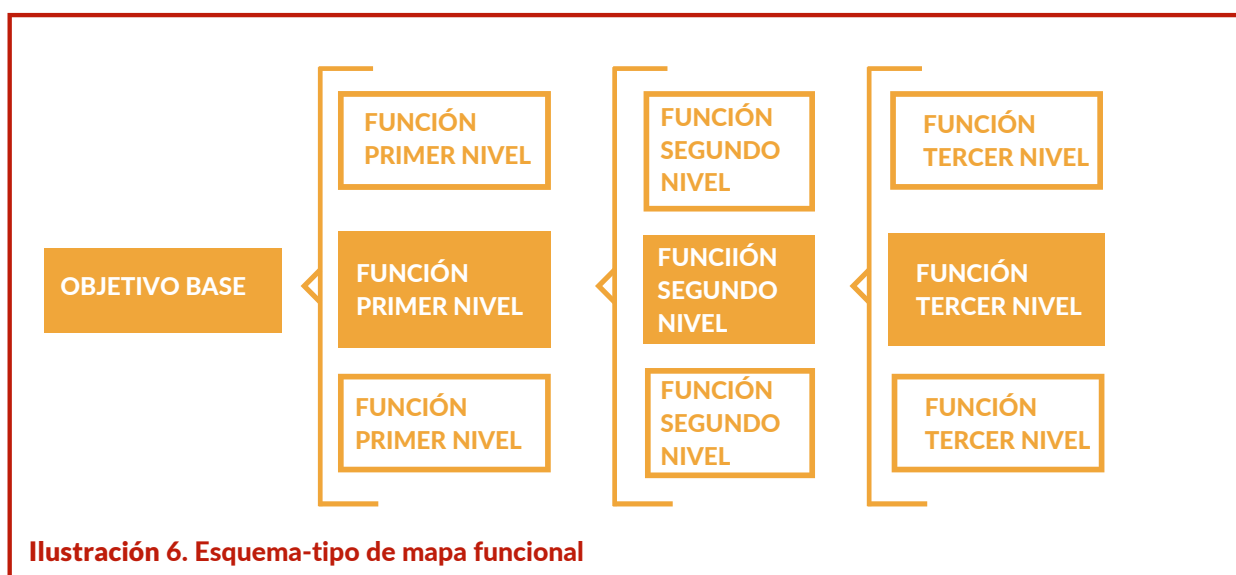 OBJETIVO BASE
FUNCIÓN
PRIMER NIVEL
FUNCIÓN
PRIMER NIVEL
FUNCIÓN
PRIMER NIVEL
FUNCIÓN
SEGUNDO
NIVEL
FUNCIIÓN
SEGUNDO
NIVEL
FUNCIÓN
SEGUNDO
NIVEL
FUNCIÓN
TERCER NIVEL
FUNCIÓN
TERCER NIVEL
FUNCIÓN
TERCER NIVEL
Ilustración 6. Esquema-tipo de mapa funcional